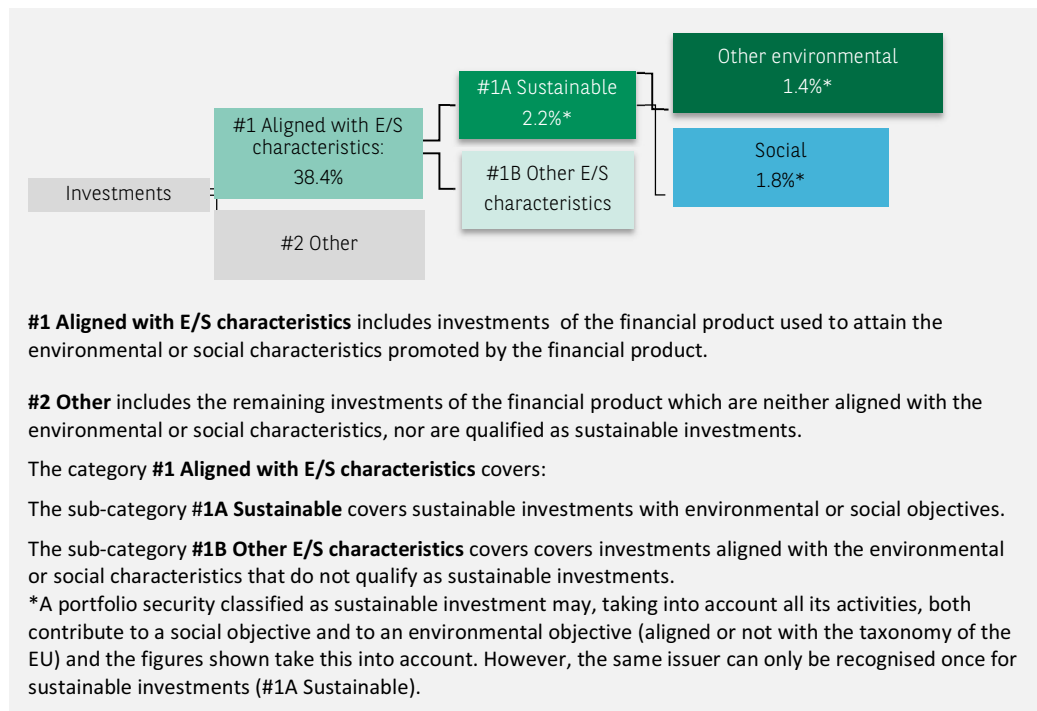 Other environmental
1.4%*
#1A Sustainable
2.2%*
#1 Aligned with E/S
characteristics:
38.4%
Social
1.8%*
#1B Other E/S
characteristics
Investments
#2 Other
#1 Aligned with E/S characteristics includes investments of the financial product used to attain the
environmental or social characteristics promoted by the financial product.
#2 Other includes the remaining investments of the financial product which are neither aligned with the
environmental or social characteristics, nor are qualified as sustainable investments.
The category #1 Aligned with E/S characteristics covers:
The sub-category #1A Sustainable covers sustainable investments with environmental or social objectives.
The sub-category #1B Other E/S characteristics covers covers investments aligned with the environmental
or social characteristics that do not qualify as sustainable investments.
*A portfolio security classified as sustainable investment may, taking into account all its activities, both
contribute to a social objective and to an environmental objective (aligned or not with the taxonomy of the
EU) and the figures shown take this into account. However, the same issuer can only be recognised once for
sustainable investments (#1A Sustainable).